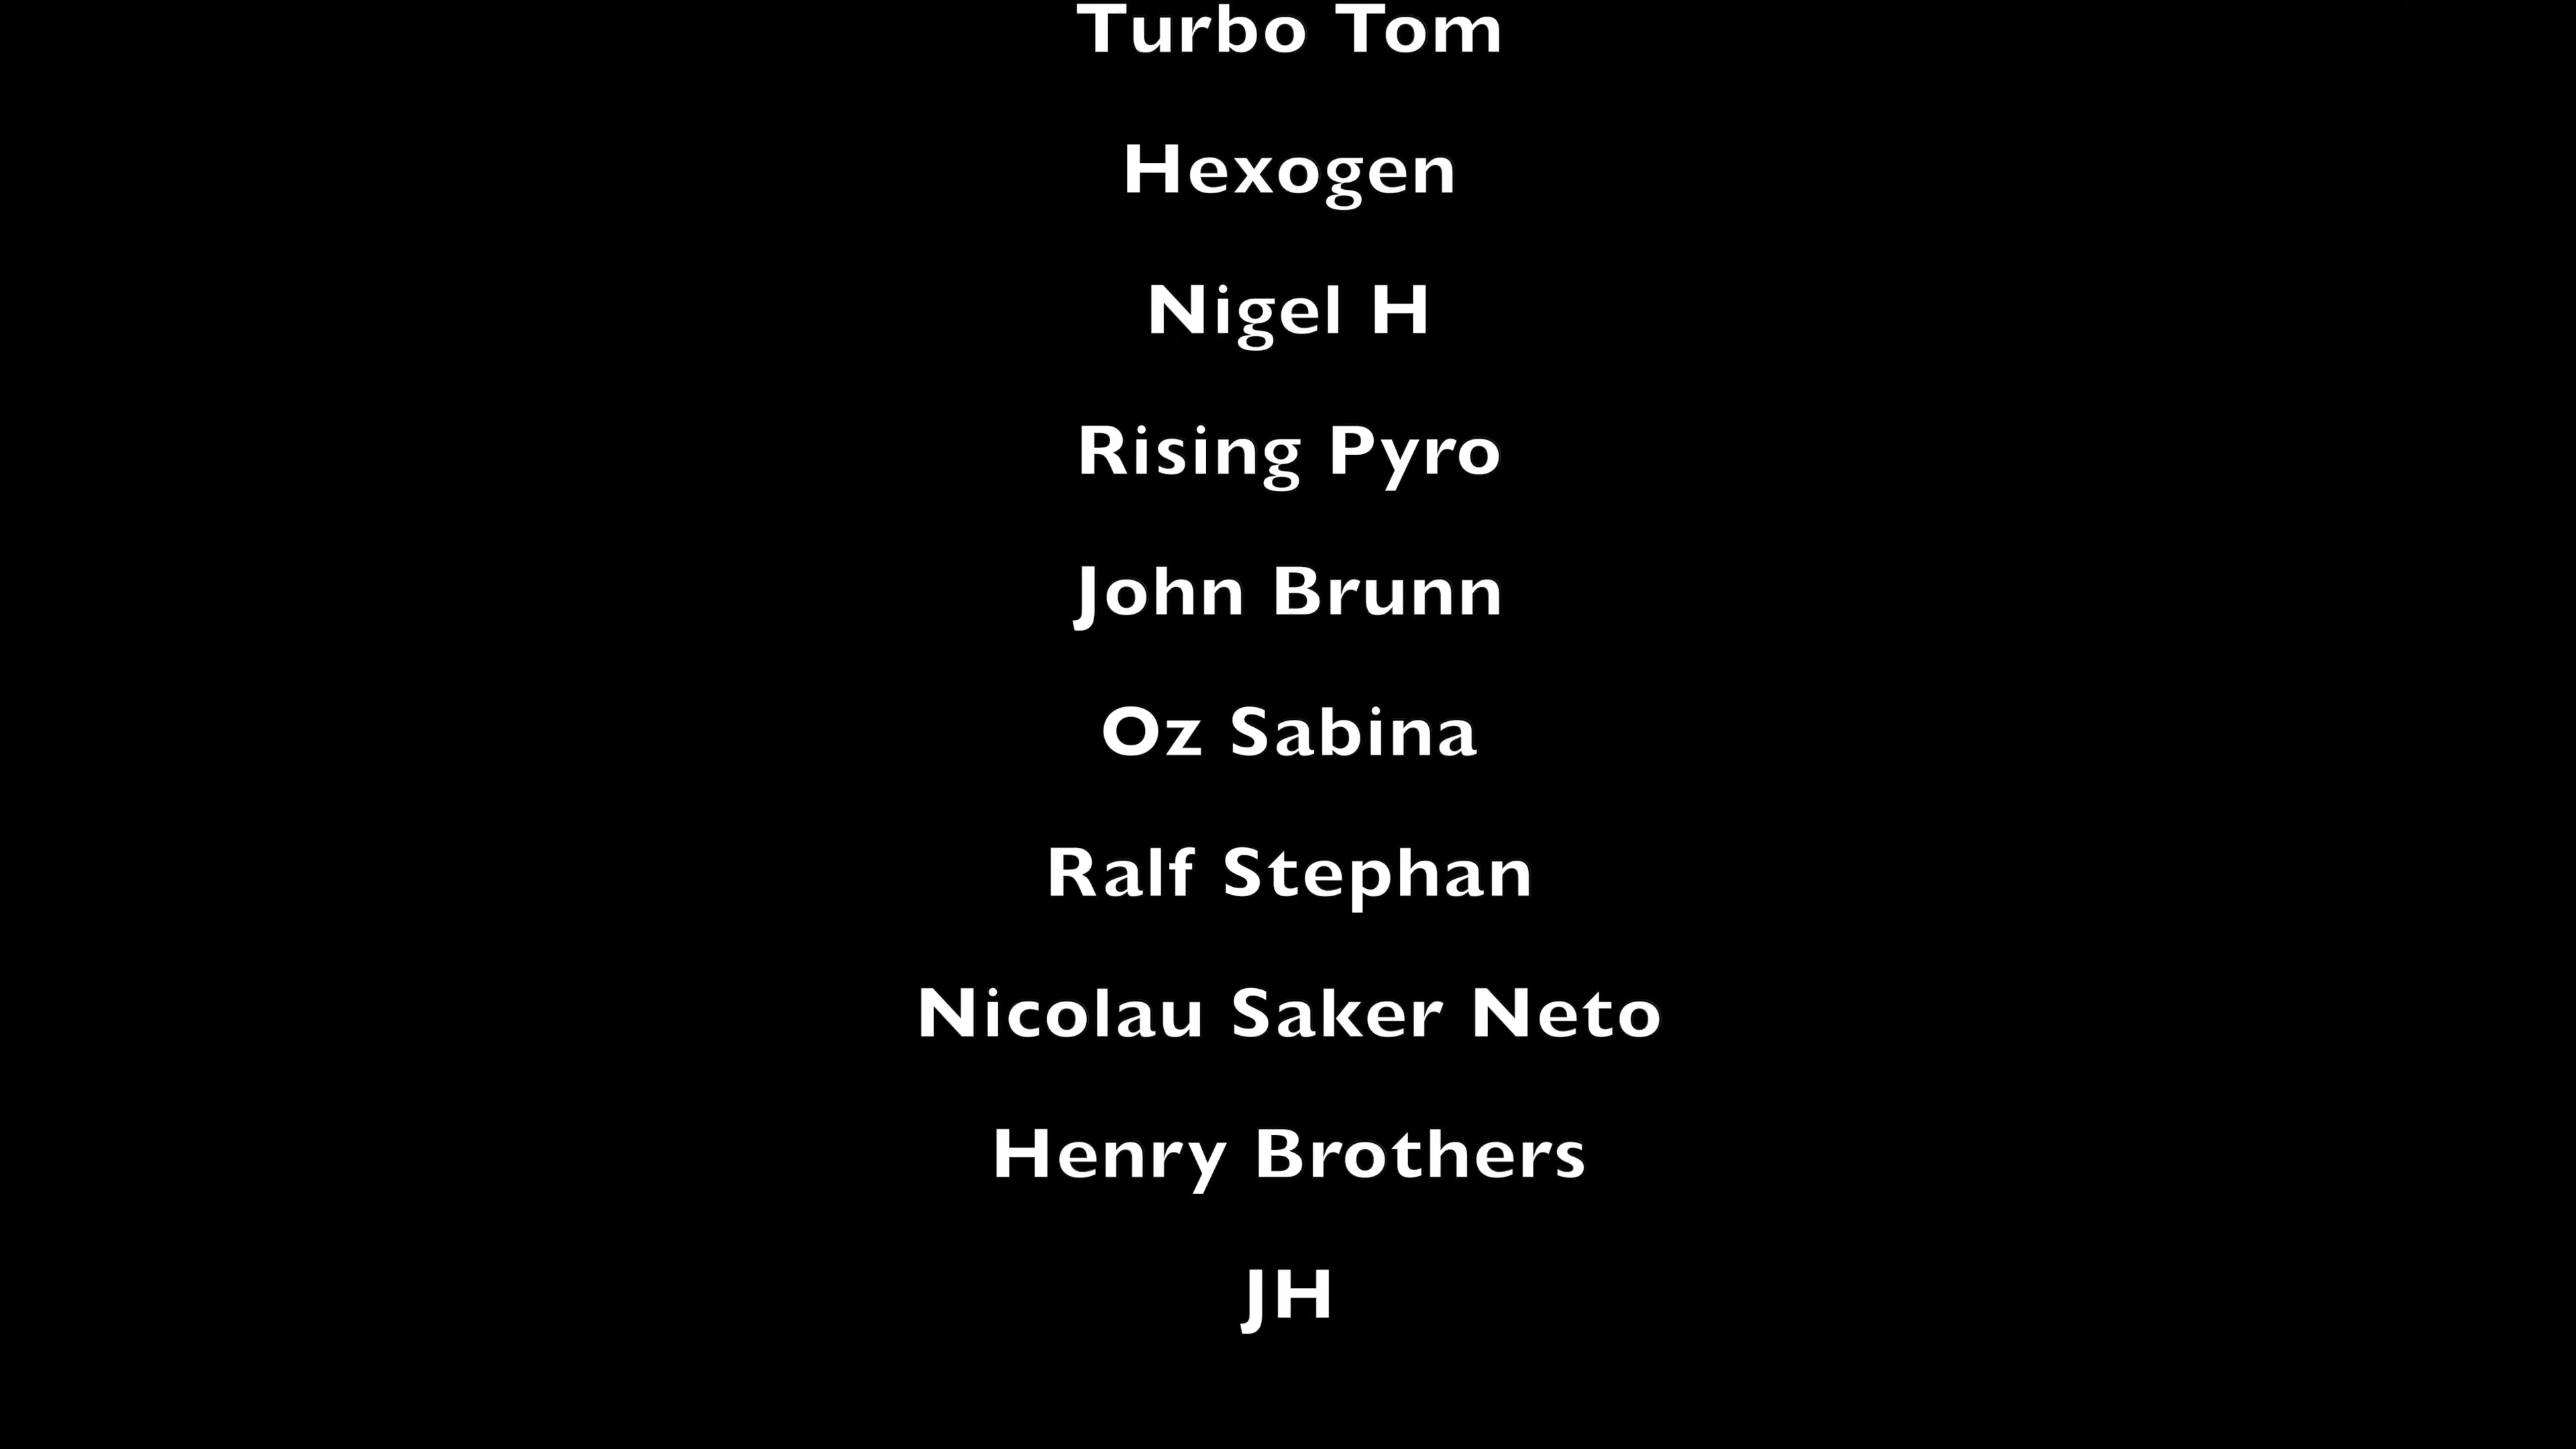 Turbo Tom
Hexogen
Nigel H
Rising Pyro
John Brunn
Oz Sabina
Ralf Stephan
Nicolau Saker Neto
Henry Brothers
JH